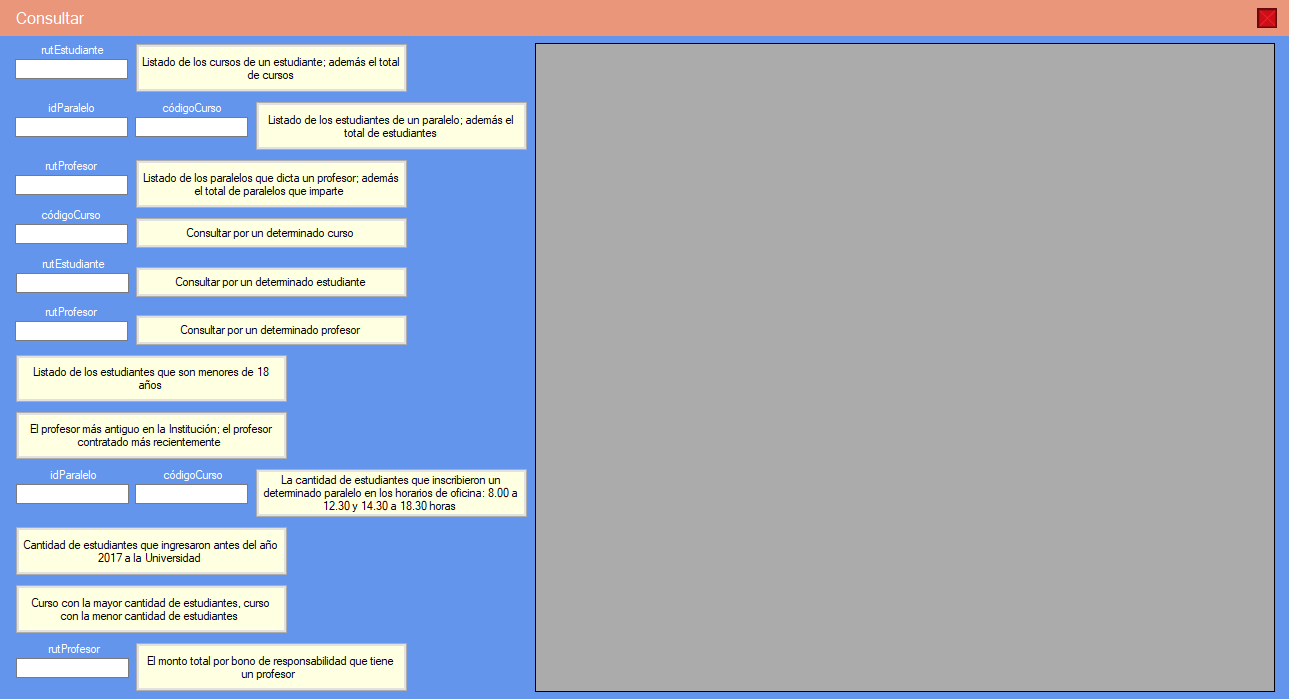 Consultar
rutEstudiante
Listado de los cursos de un estudiante; además el total
de cursos
idParalelo
códigoCurso
Listado de los estudiantes de un paralelo; además el
total de estudiantes
rutProfesor
Listado de los paralelos que dicta un profesor; además
el total de paralelos que imparte
códigoCurso
Consultar por un determinado curso
rutEstudiante
Consultar por un determinado estudiante
rutProfesor
Consultar por un determinado profesor
Listado de los estudiantes que son menores de 18
años
El profesor más antiguo en la Institución; el profesor
contratado más recientemente
idParalelo
códigoCurso
La cantidad de estudiantes que inscribieron un
determinado paralelo en los horarios de oficina: 8.00 a
12.30 y 14.30 a 18.30 horas
Cantidad de estudiantes que ingresaron antes del año
2017 a la Universidad
Curso con la mayor cantidad de estudiantes, curso
con la menor cantidad de estudiantes
rutProfesor
El monto total por bono de responsabilidad que tiene
un profesor